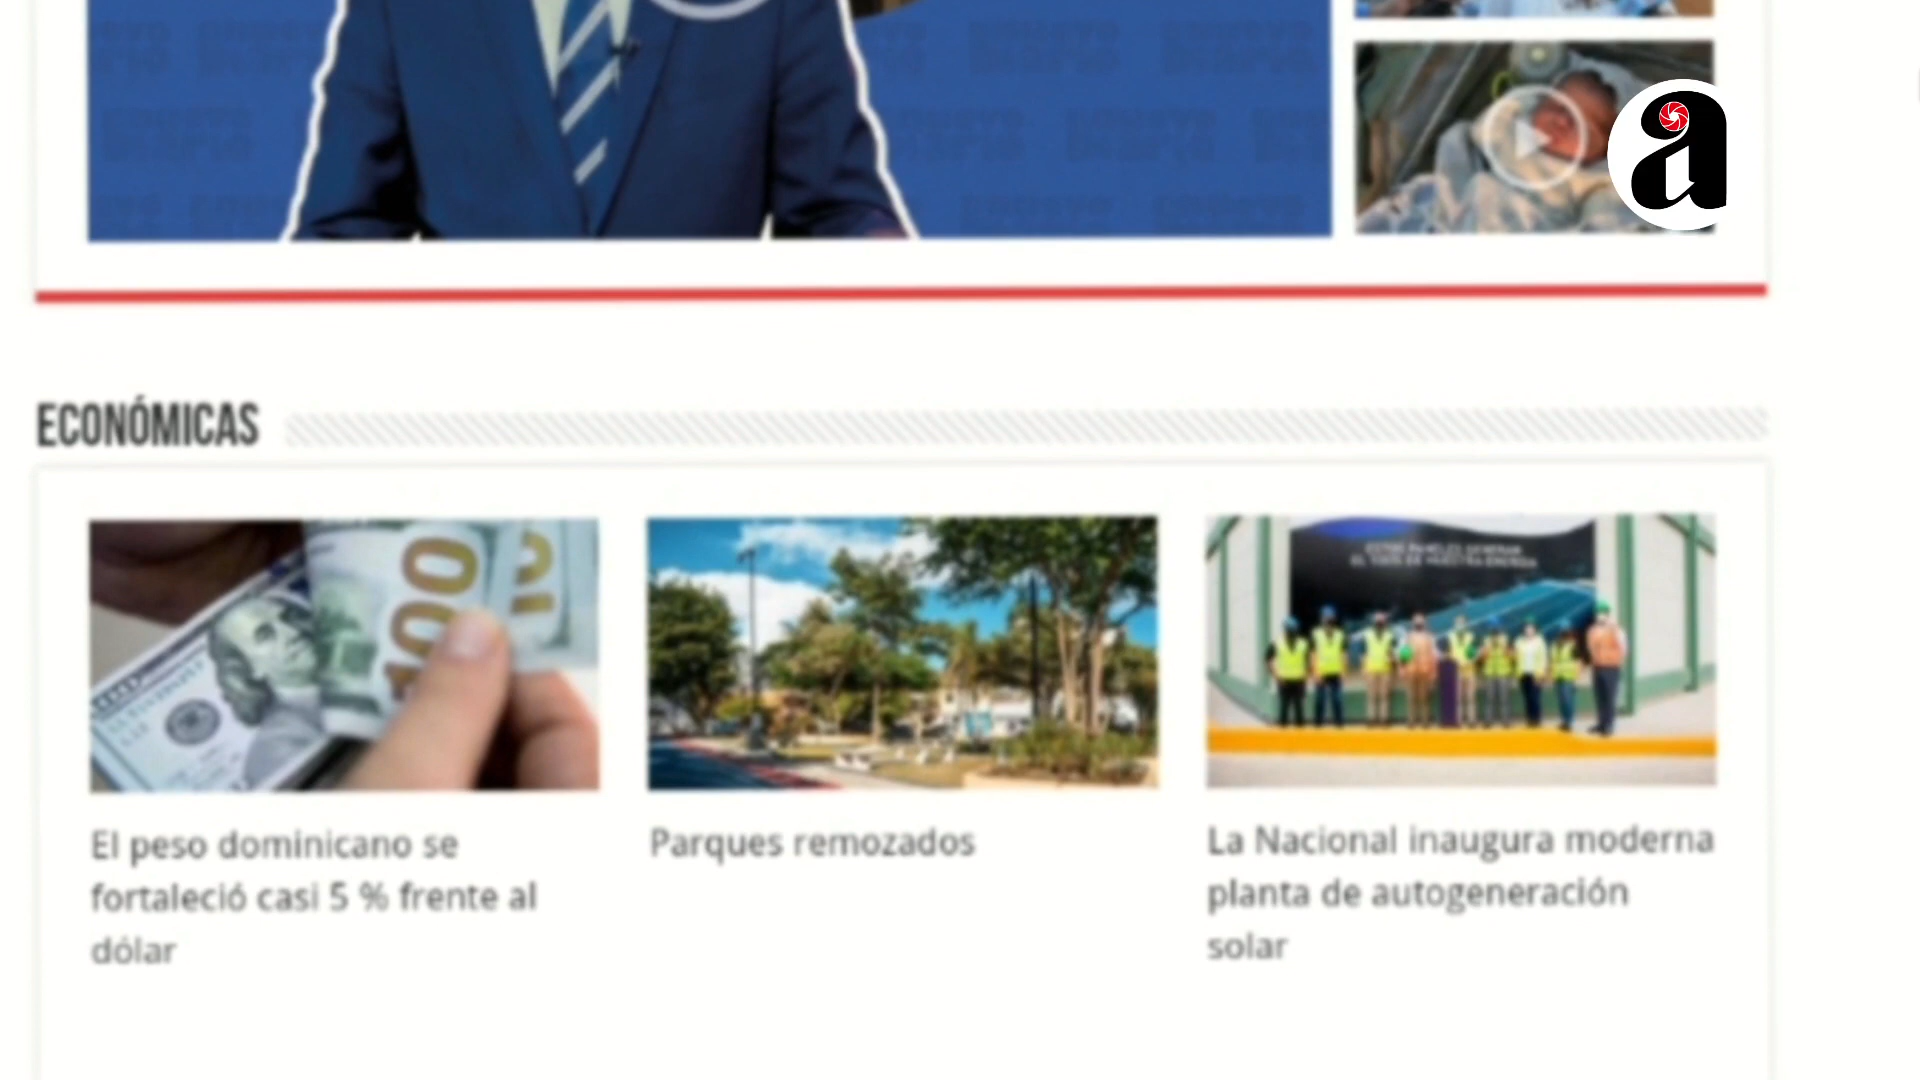 a
ECONÓMICAS
100
El peso dominicano se
fortaleció casi 5 % frente al
dólar
Parques remozados
La Nacional inaugura moderna
planta de autogeneración
solar